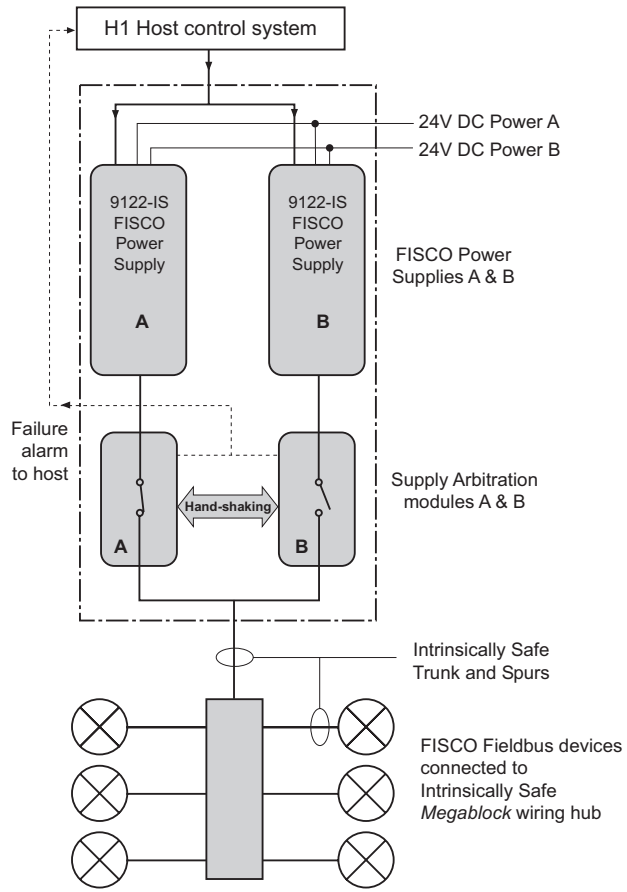 H1 Host control system
24V DC Power A
24V DC Power B
9122-IS
FISCO
Power
Supply
A
9122-IS
FISCO
Power
Supply
B
FISCO Power
Supplies A & B
Failure
alarm
to host
Hand-shaking
A
B
Supply Arbitration
modules A & B
Intrinsically Safe
Trunk and Spurs
FISCO Fieldbus devices
connected to
Intrinsically Safe
Megablock wiring hub